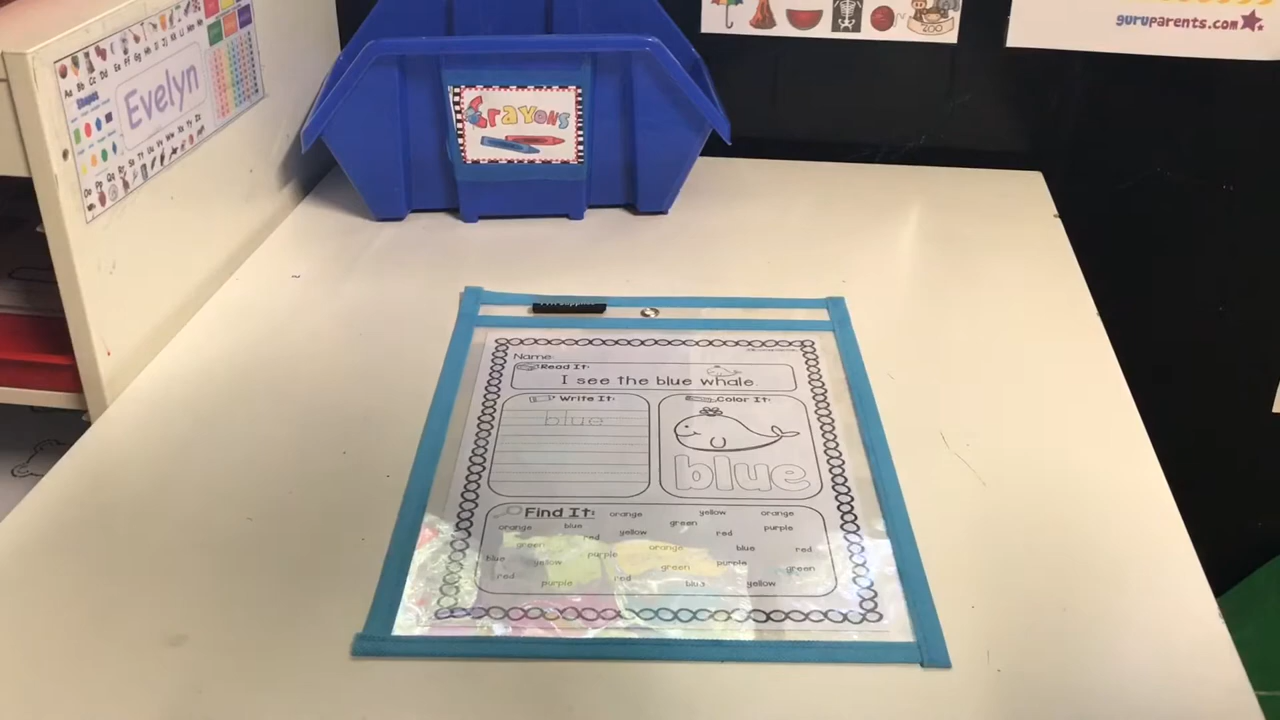 guruparents.com
ZOO
Evelyn
Shapes
Crayons
Name:
Read It:
I see the blue whale.
Write It:
blue
Color It:
blue
Find It:
orange yellow orange
orange blue yellow green red purple
red
green purple orange blue red
blue yellow green purple green
red purple red blue yellow